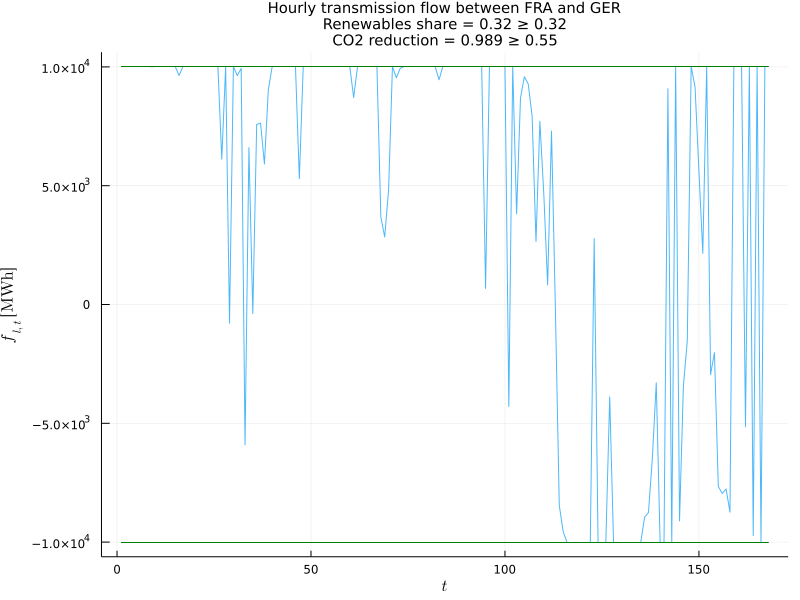 Hourly transmission flow between FRA and GER
Renewables share = 0.32 ≥ 0.32
CO2 reduction = 0.989 ≥ 0.55
1.0×10⁴
5.0×10³
0
−5.0×10³
−1.0×10⁴
f_{l,t} [MWh]
0 50 100 150
t